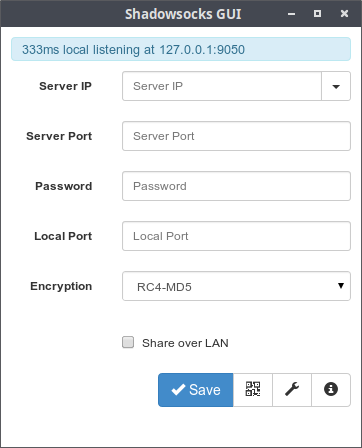 Shadowsocks GUI
333ms local listening at 127.0.0.1:9050
Server IP Server IP
Server Port Server Port
Password Password
Local Port Local Port
Encryption RC4-MD5
Share over LAN
Save